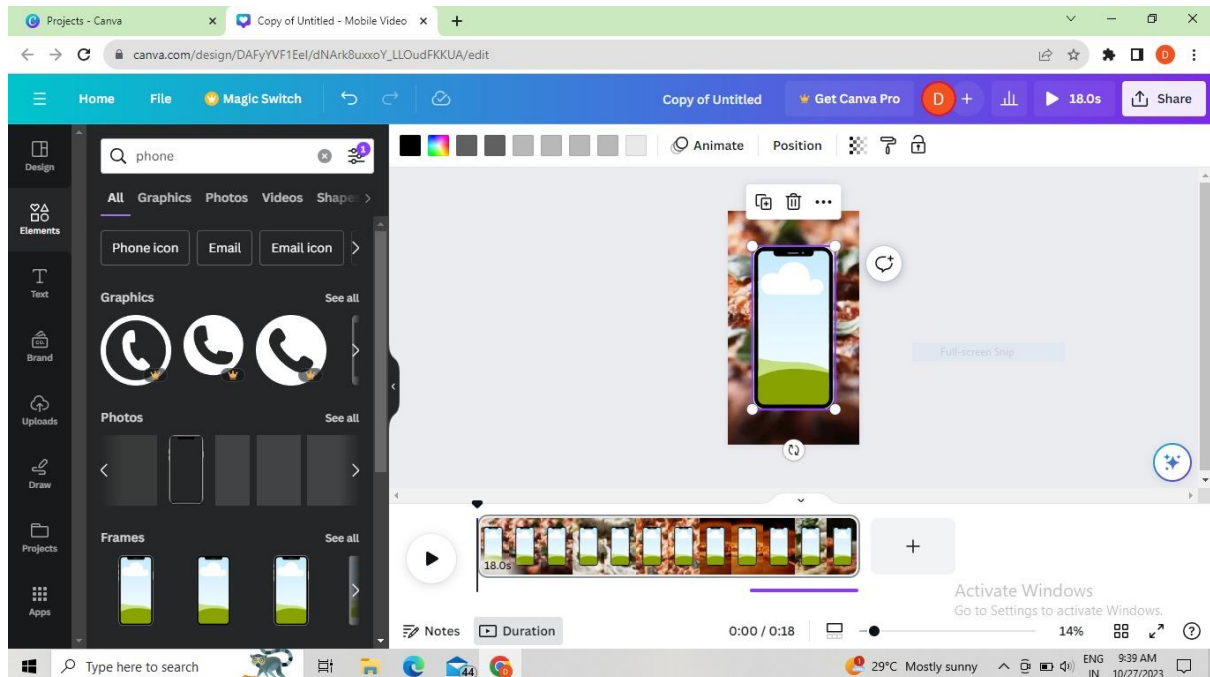 Projects - Canva
Copy of Untitled - Mobile Video
canva.com/design/DAFyYVF1EeI/dNArk8uxxoY_LLOudFKKUA/edit
D
Home File Magic Switch Copy of Untitled Get Canva Pro D + 18.0s Share
Design
phone
1
Animate Position
All Graphics Photos Videos Shape
Elements
Phone icon Email Email icon
Text
Graphics See all
Brand
Full-screen Snip
Uploads
Photos See all
Draw
Projects
Frames See all
18.0s
Apps
Activate Windows
Go to Settings to activate Windows.
Notes Duration 0:00 / 0:18 14%
Type here to search 44 29°C Mostly sunny ENG 9:39 AM
IN 10/27/2023